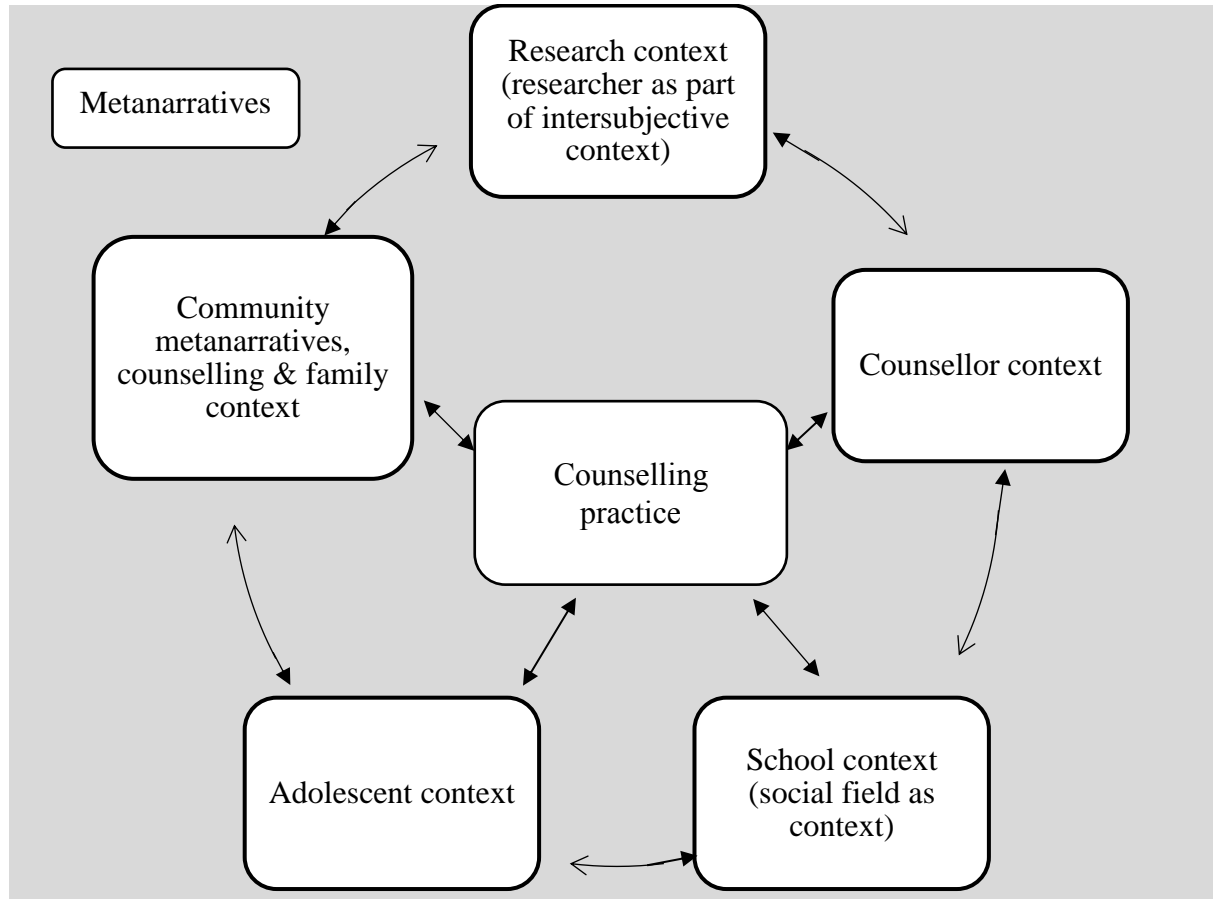 Metanarratives
Research context
(researcher as part
of intersubjective
context)
Community
metanarratives,
counselling & family
context
Counsellor context
Counselling
practice
Adolescent context
School context
(social field as
context)